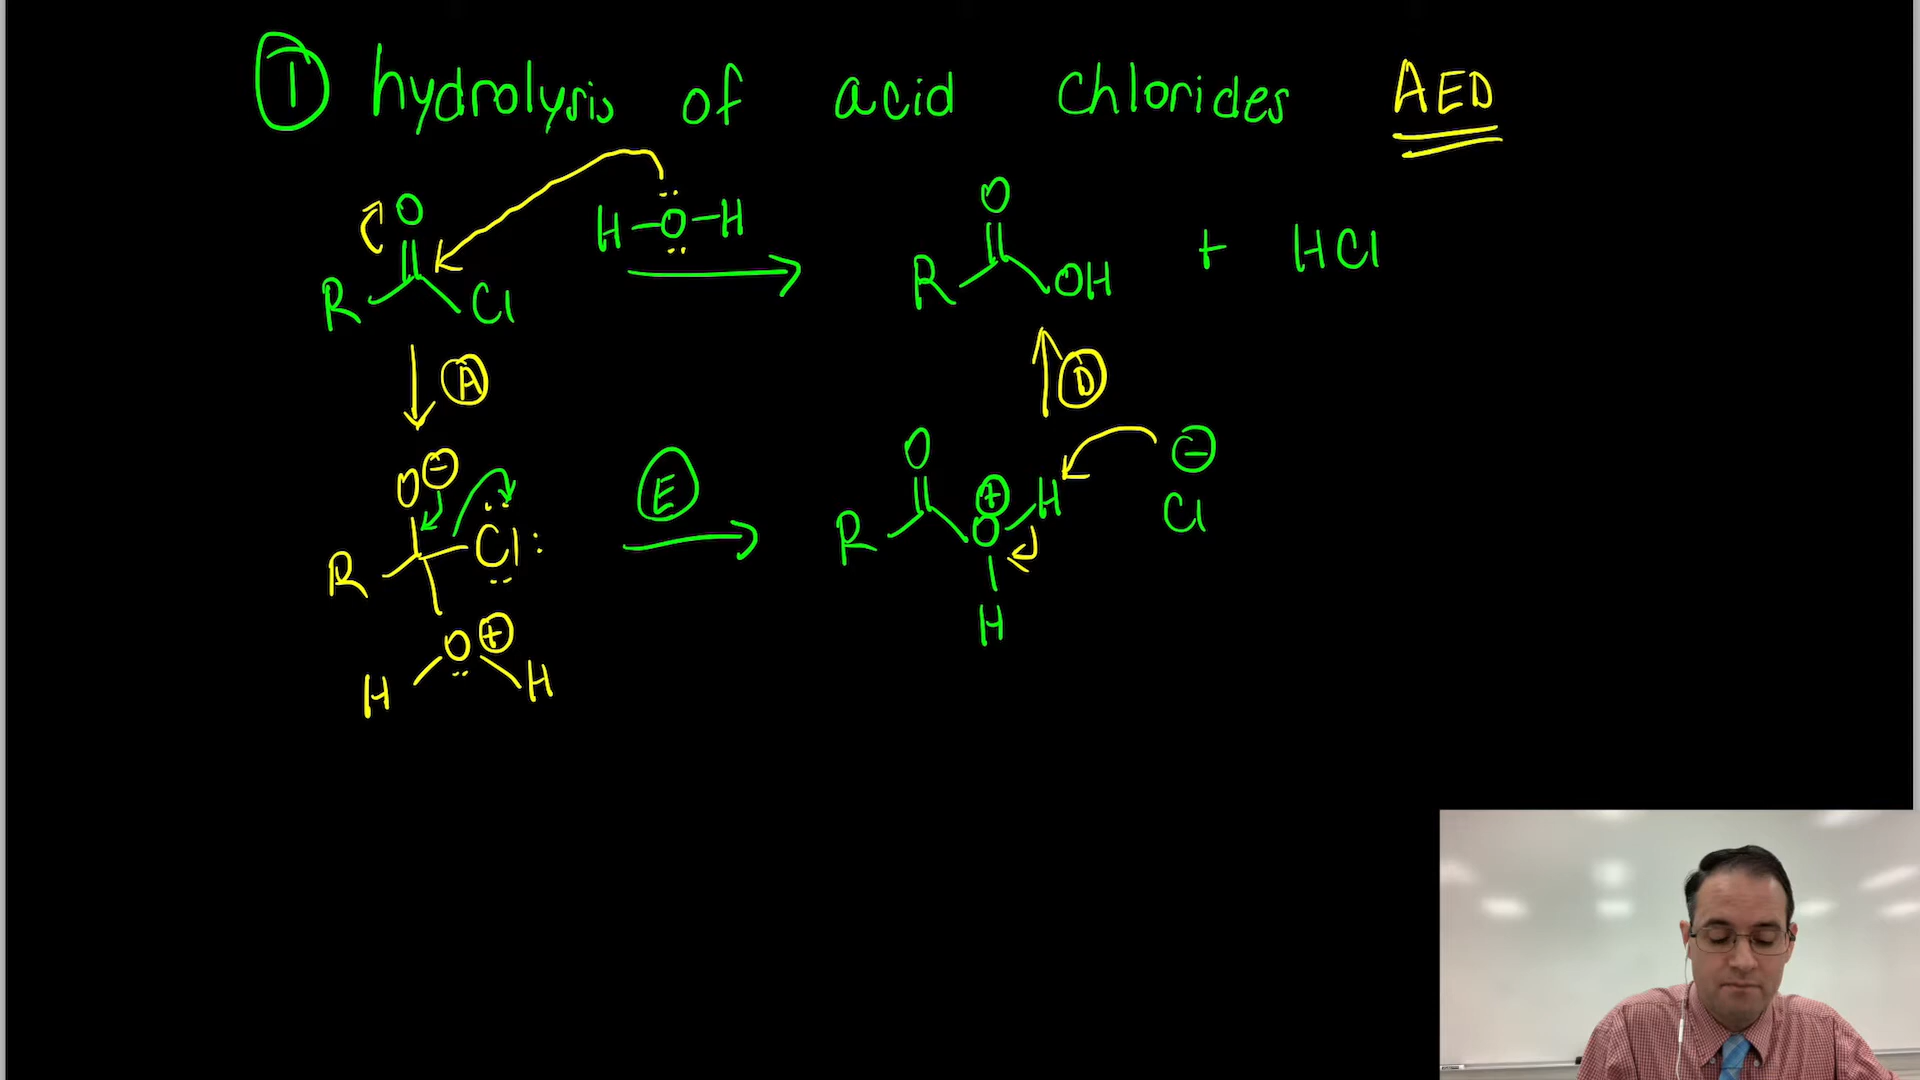 ① hydrolysis of acid chlorides AED
O
H-O-H
R Cl
O
R OH + HCl
Ⓐ
Ⓓ
O⊖
R Cl:
O⊕
H H
Ⓔ
O
R O⊕ H
H
⊖
Cl